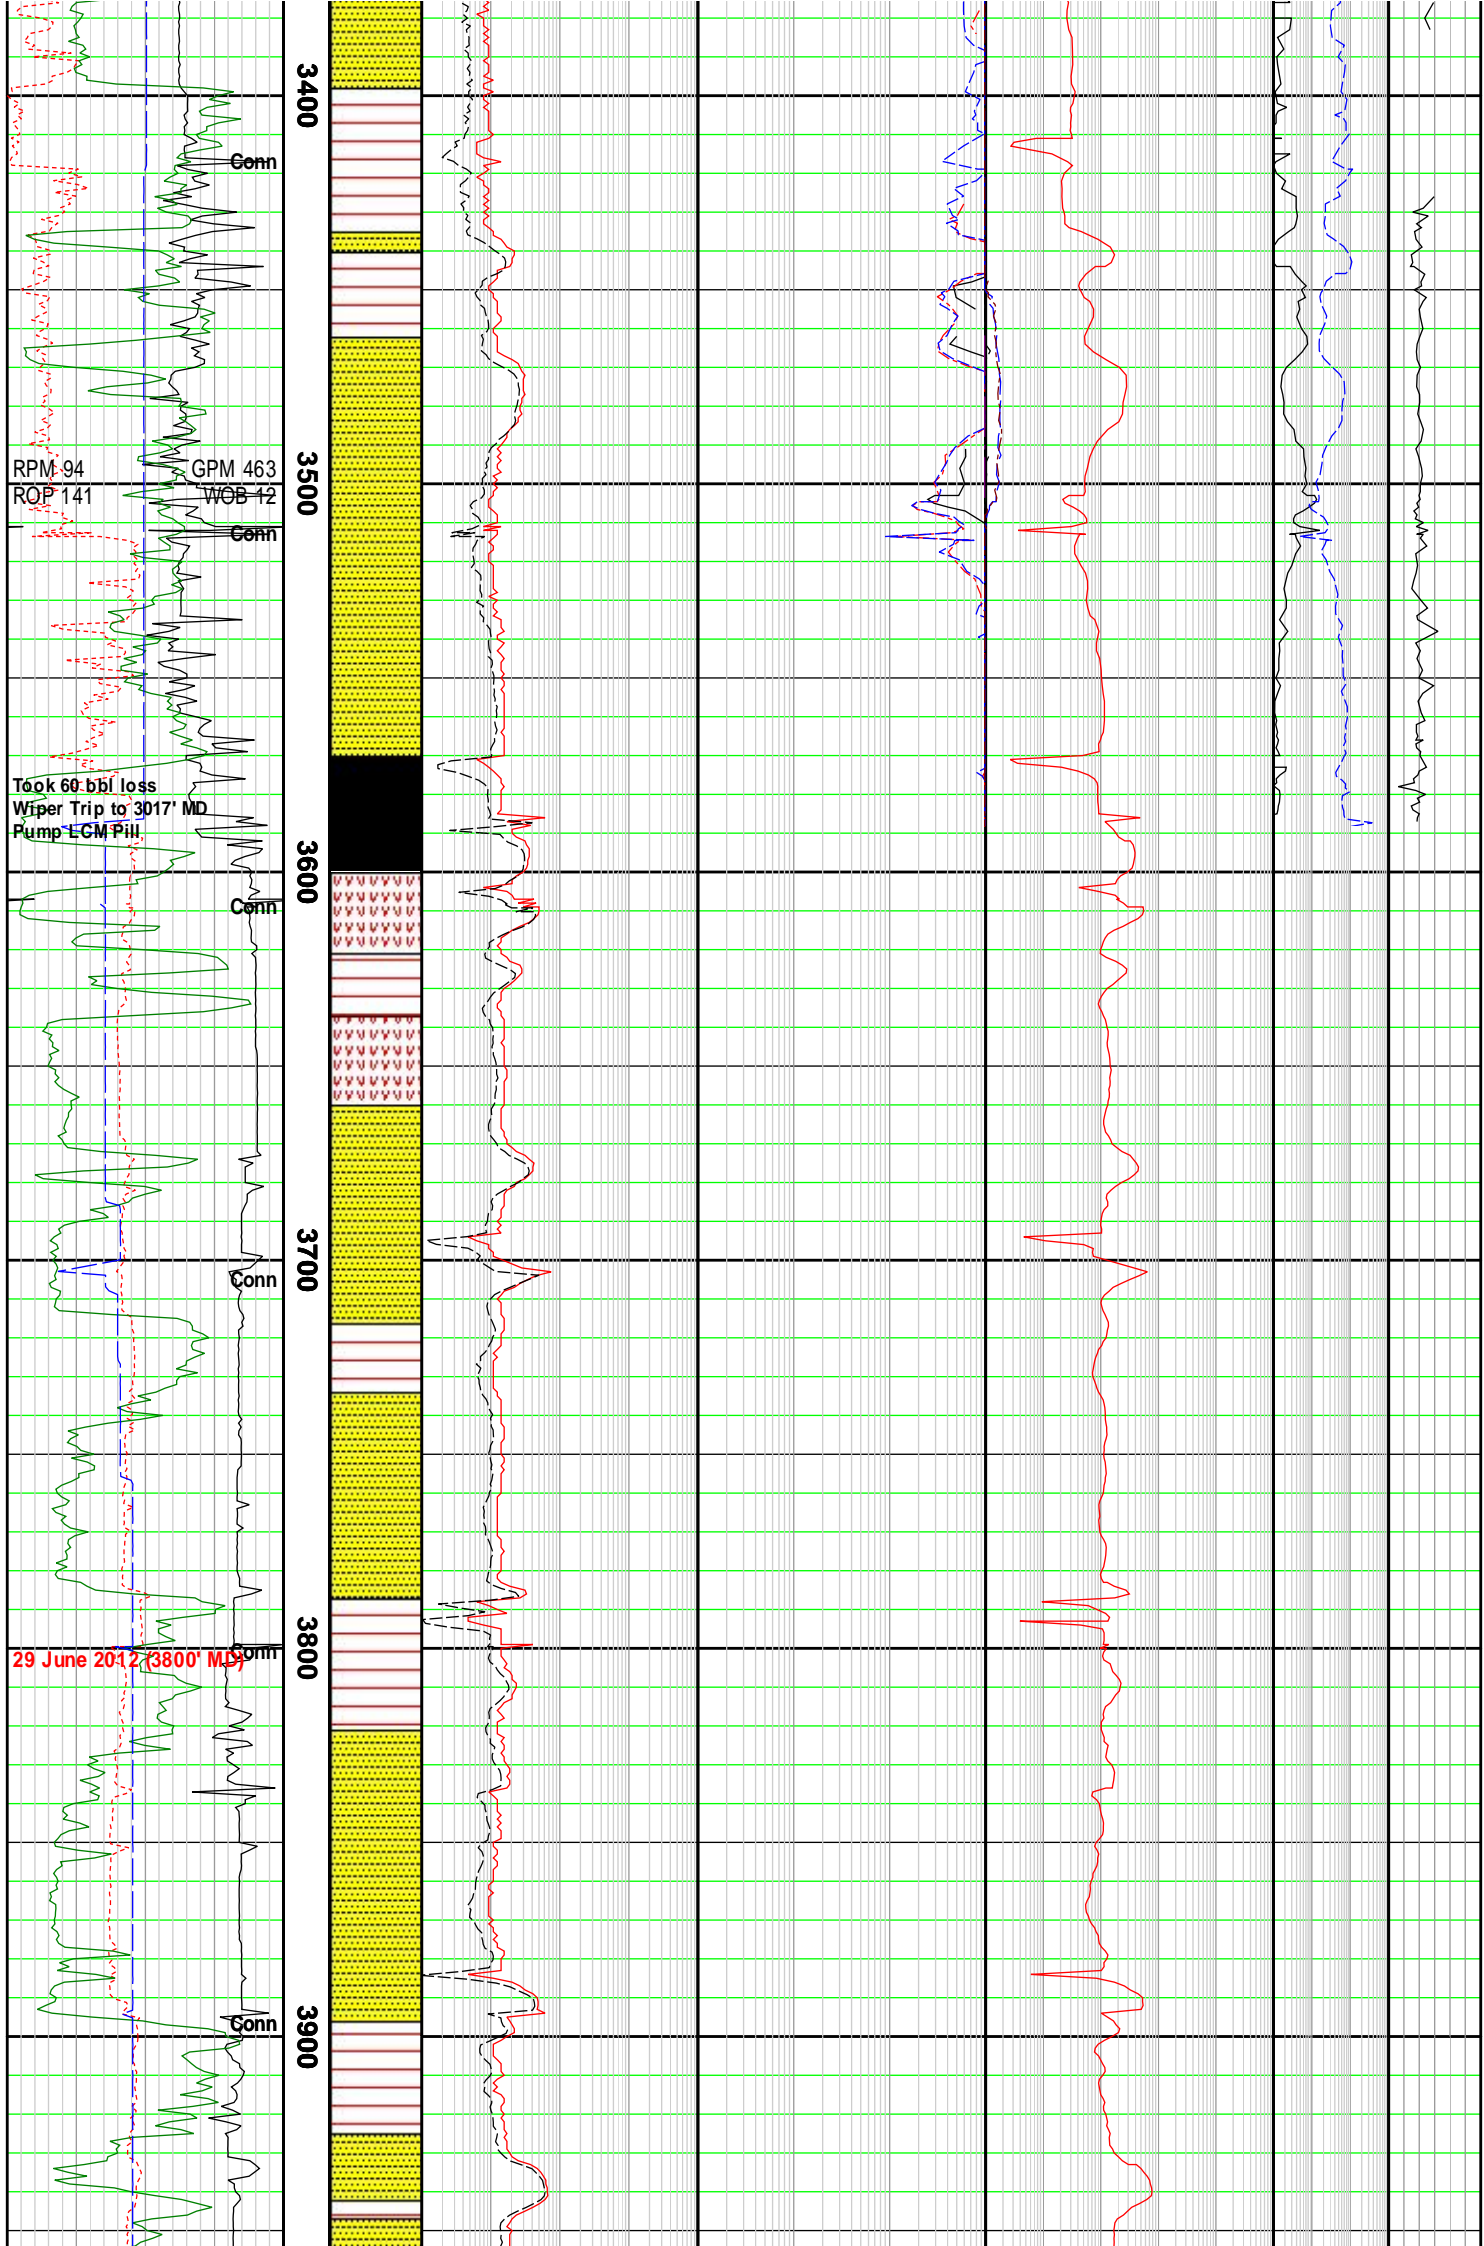 3400
Conn
RPM 94 GPM 463
ROP 141 WOB 12
3500
Conn
Took 60 bbl loss
Wiper Trip to 3017' MD
Pump LCM Pill
3600
Conn
3700
Conn
3800
Conn
29 June 2012 (3800' MD)
3900
Conn